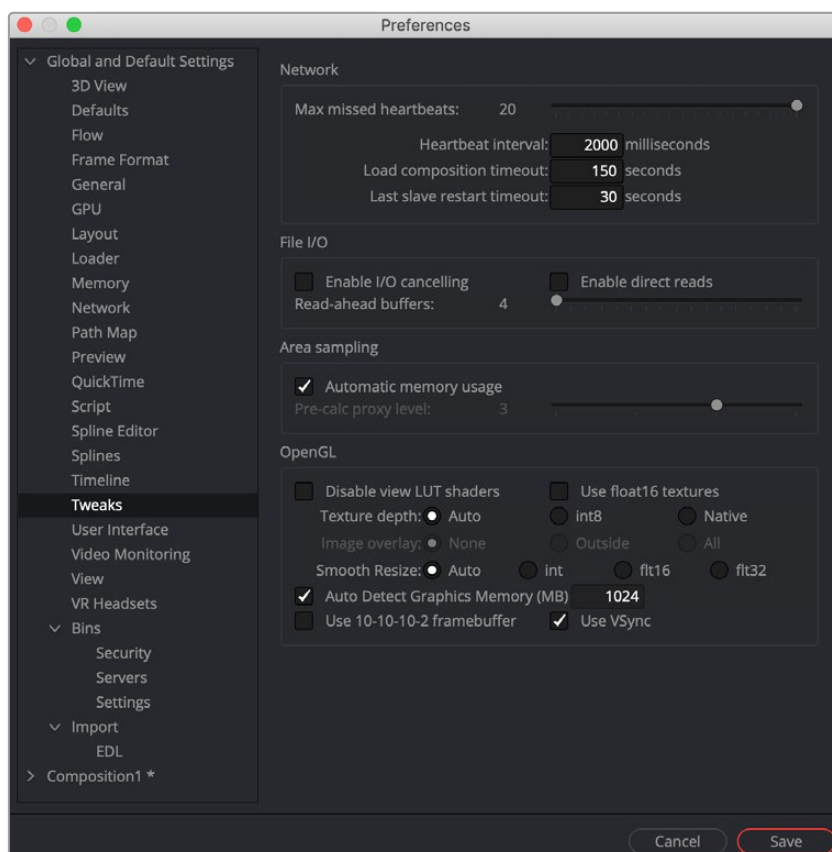 Preferences
Global and Default Settings
3D View
Defaults
Flow
Frame Format
General
GPU
Layout
Loader
Memory
Network
Path Map
Preview
QuickTime
Script
Spline Editor
Splines
Timeline
Tweaks
User Interface
Video Monitoring
View
VR Headsets
Bins
Security
Servers
Settings
Import
EDL
Composition1 *
Network
Max missed heartbeats: 20
Heartbeat interval: 2000 milliseconds
Load composition timeout: 150 seconds
Last slave restart timeout: 30 seconds
File I/O
Enable I/O cancelling Enable direct reads
Read-ahead buffers: 4
Area sampling
Automatic memory usage
Pre-calc proxy level: 3
OpenGL
Disable view LUT shaders Use float16 textures
Texture depth: Auto int8 Native
Image overlay: None Outside All
Smooth Resize: Auto int flt16 flt32
Auto Detect Graphics Memory (MB) 1024
Use 10-10-10-2 framebuffer Use VSync
Cancel Save